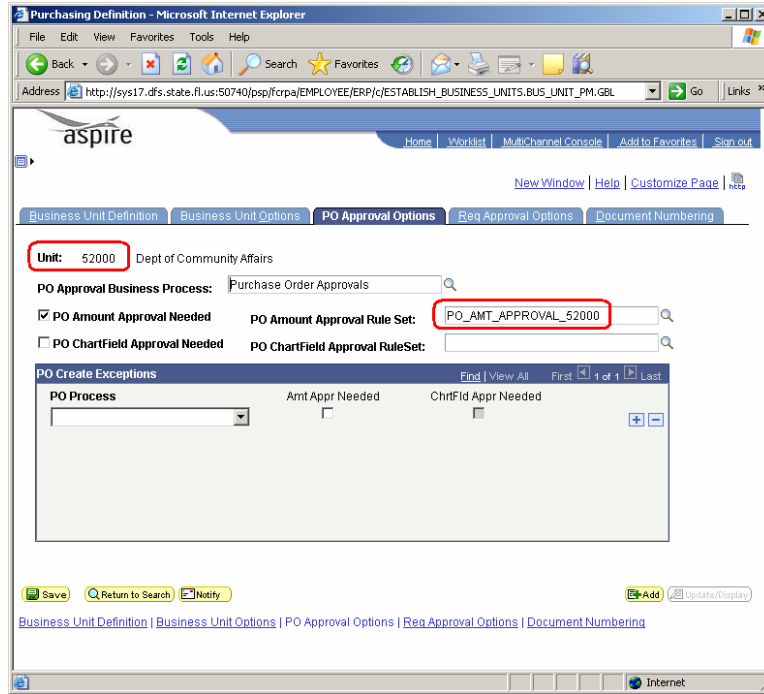 Purchasing Definition - Microsoft Internet Explorer
File Edit View Favorites Tools Help
Back Search Favorites
Address http://sys17.dfs.state.fl.us:50740/psp/fcrpa/EMPLOYEE/ERP/c/ESTABLISH_BUSINESS_UNITS.BUS_UNIT_PM.GBL Go Links »
aspire
Home Worklist MultiChannel Console Add to Favorites Sign out
New Window | Help | Customize Page | http
Business Unit Definition Business Unit Options PO Approval Options Req Approval Options Document Numbering
Unit: 52000 Dept of Community Affairs
PO Approval Business Process: Purchase Order Approvals
PO Amount Approval Needed PO Amount Approval Rule Set: PO_AMT_APPROVAL_52000
PO ChartField Approval Needed PO ChartField Approval RuleSet:
PO Create Exceptions Find | View All First 1 of 1 Last
PO Process Amt Appr Needed ChrtFld Appr Needed
Save Return to Search Notify Add Update/Display
Business Unit Definition | Business Unit Options | PO Approval Options | Req Approval Options | Document Numbering
Internet